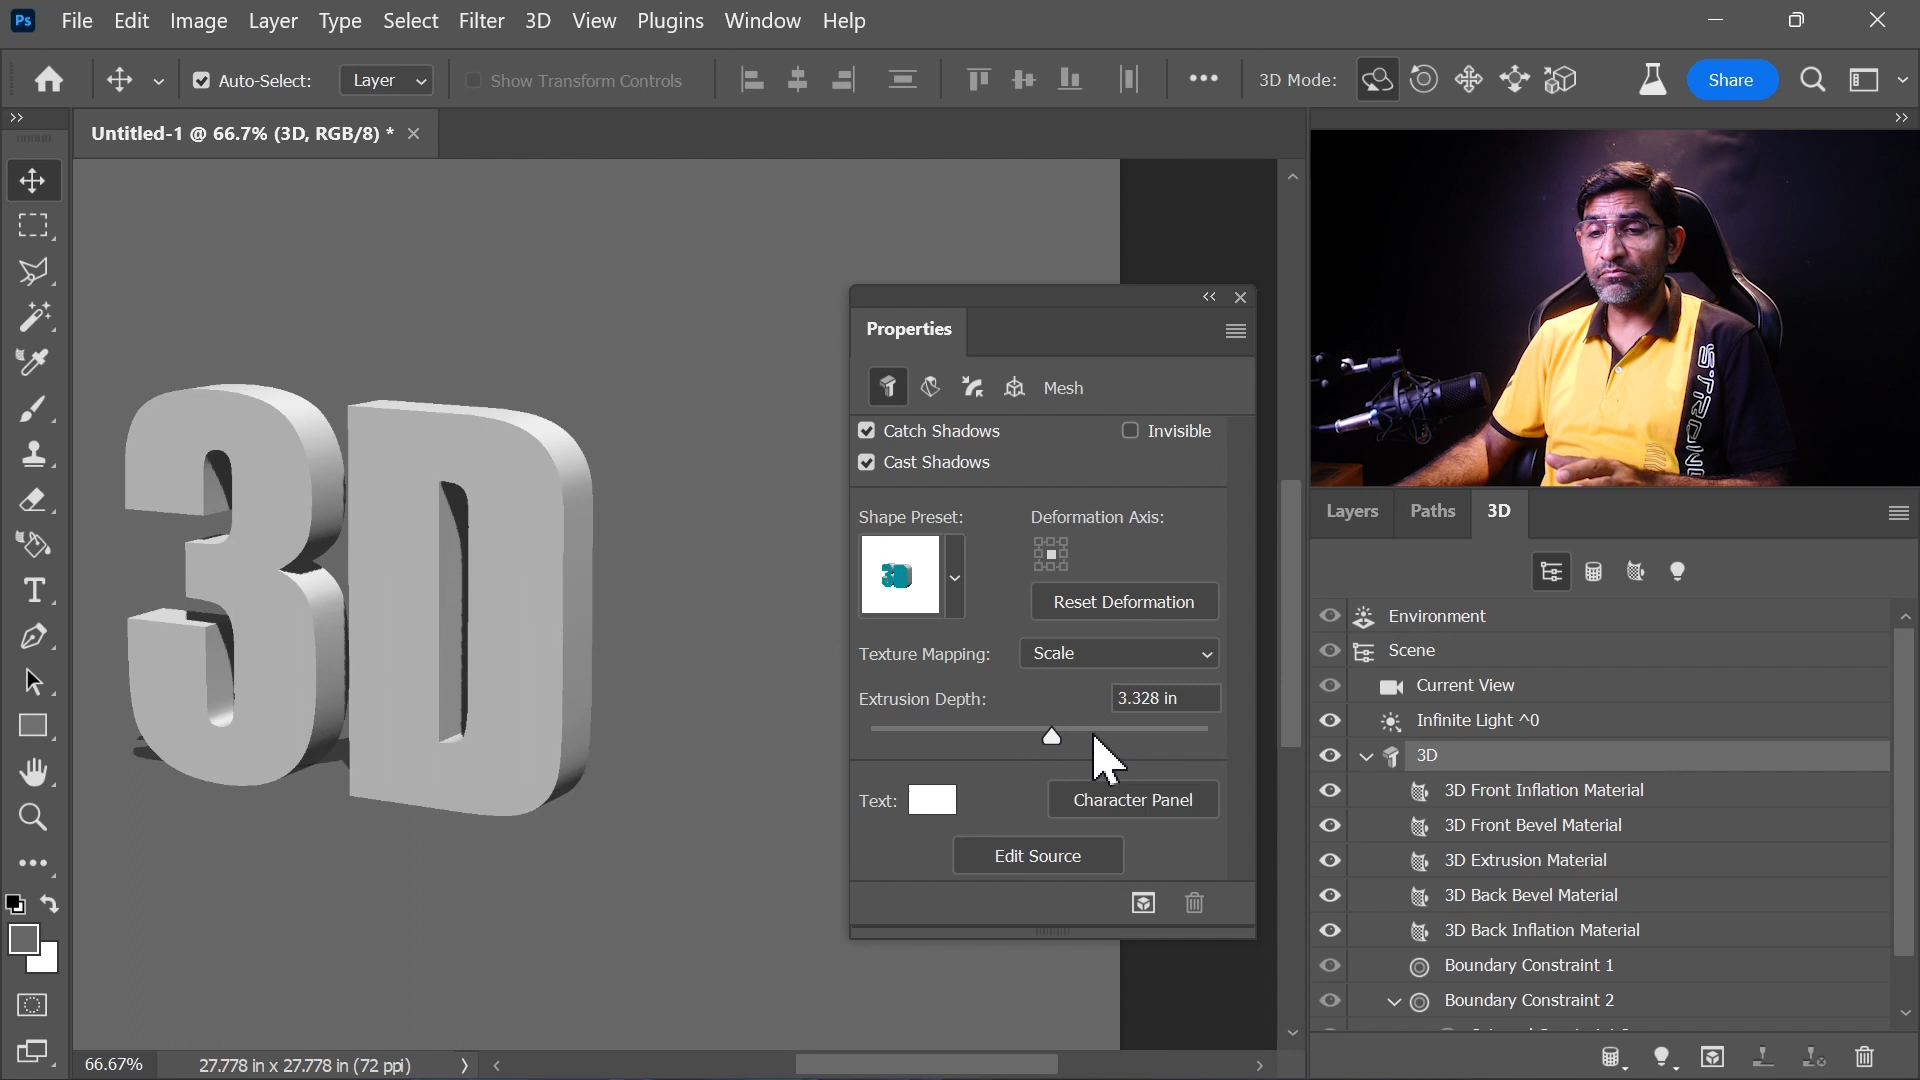 Ps File Edit Image Layer Type Select Filter 3D View Plugins Window Help
Auto-Select: Layer Show Transform Controls 3D Mode: Share
Untitled-1 @ 66.7% (3D, RGB/8) *
3D
Properties
Mesh
Catch Shadows Invisible
Cast Shadows
Shape Preset: Deformation Axis:
3D
Reset Deformation
Texture Mapping: Scale
Extrusion Depth: 3.328 in
Text: Character Panel
Edit Source
Layers Paths 3D
Environment
Scene
Current View
Infinite Light ^0
3D
3D Front Inflation Material
3D Front Bevel Material
3D Extrusion Material
3D Back Bevel Material
3D Back Inflation Material
Boundary Constraint 1
Boundary Constraint 2
66.67% 27.778 in x 27.778 in (72 ppi)